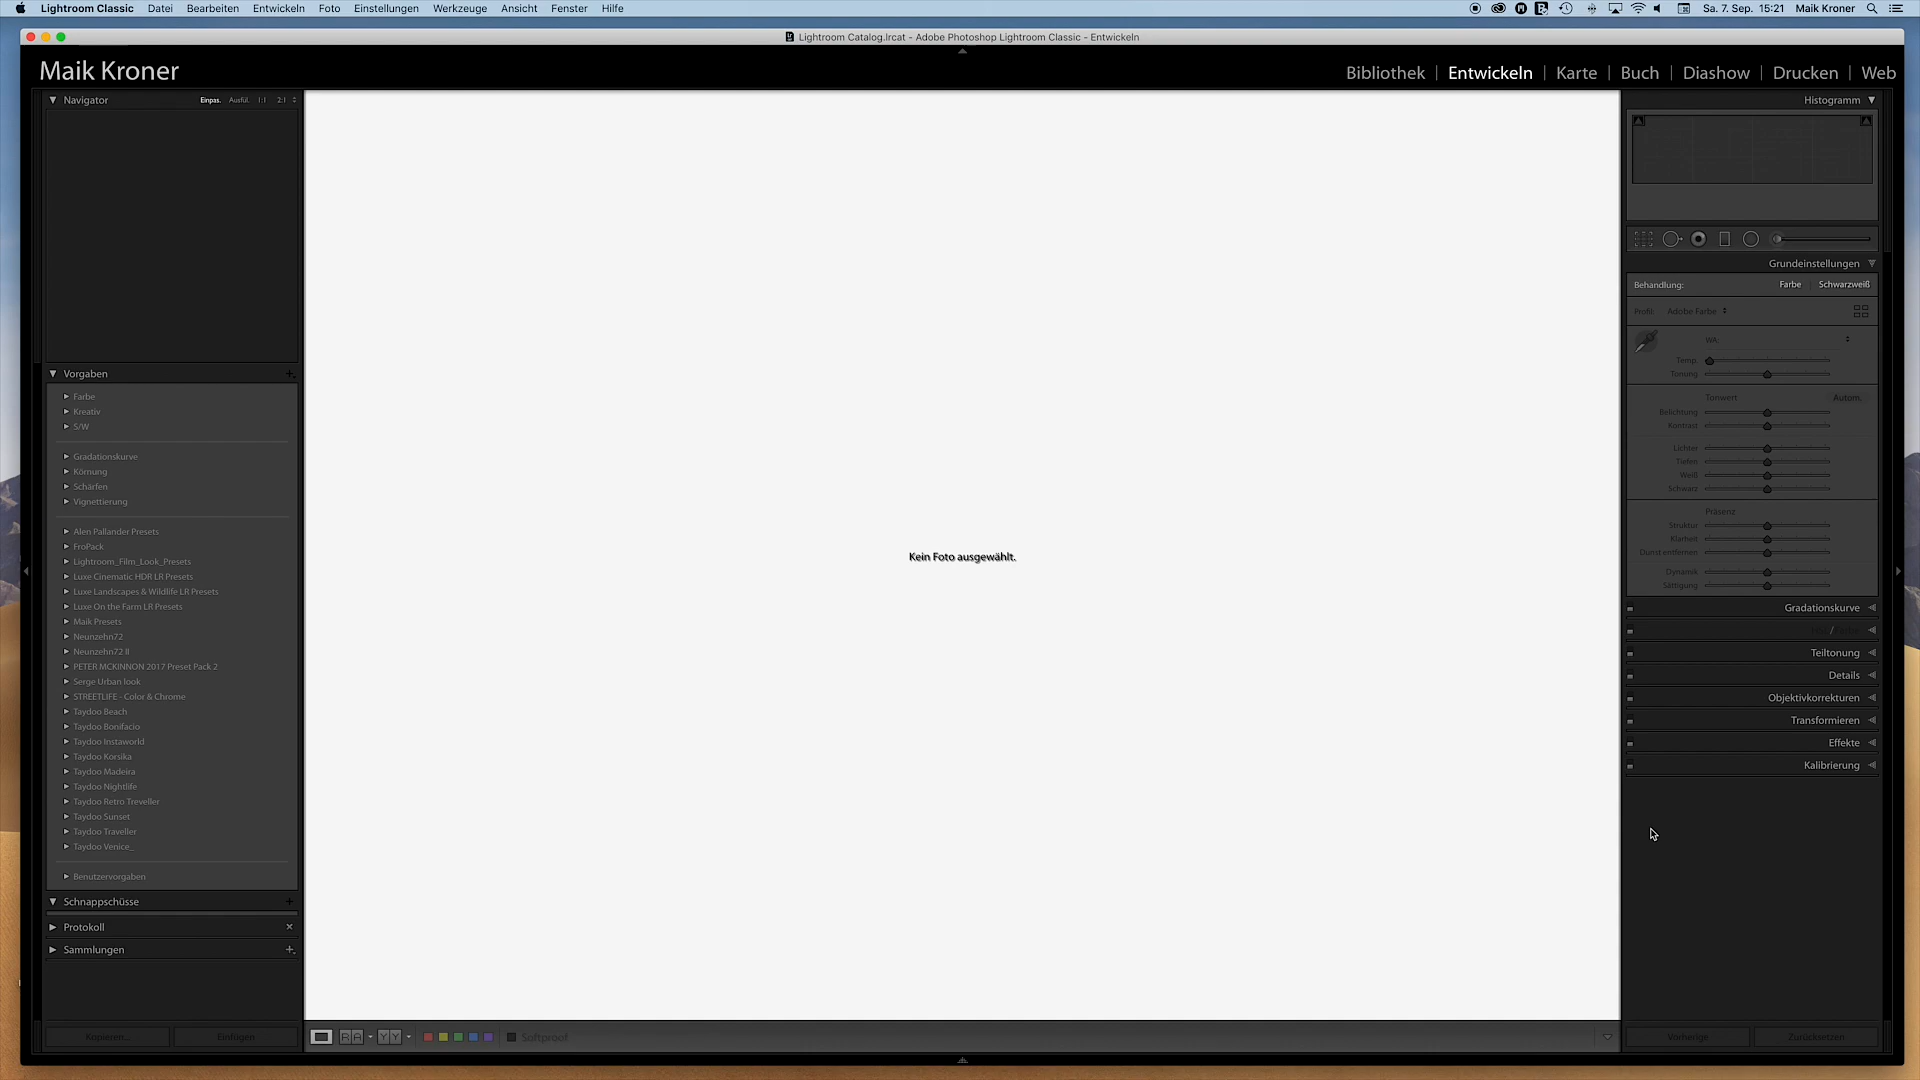 Lightroom Classic Datei Bearbeiten Entwickeln Foto Einstellungen Werkzeuge Ansicht Fenster Hilfe Sa. 7. Sep. 15:21 Maik Kroner
Lightroom Catalog.lrcat - Adobe Photoshop Lightroom Classic - Entwickeln
Maik Kroner
Bibliothek | Entwickeln | Karte | Buch | Diashow | Drucken | Web
Navigator Einpas. Ausfül. 1:1 2:1
Vorgaben
Farbe
Kreativ
S/W
Gradationskurve
Körnung
Schärfen
Vignettierung
Alen Pallander Presets
FroPack
Lightroom_Film_Look_Presets
Luxe Cinematic HDR LR Presets
Luxe Landscapes & Wildlife LR Presets
Luxe On the Farm LR Presets
Maik Presets
Neunzehn72
Neunzehn72 II
PETER MCKINNON 2017 Preset Pack 2
Serge Urban look
STREETLIFE - Color & Chrome
Taydoo Beach
Taydoo Bonifacio
Taydoo Instaworld
Taydoo Korsika
Taydoo Madeira
Taydoo Nightlife
Taydoo Retro Treveller
Taydoo Sunset
Taydoo Traveller
Taydoo Venice_
Benutzervorgaben
Schnappschüsse
Protokoll
Sammlungen
Kopieren... Einfügen
Kein Foto ausgewählt.
Softproof
Histogramm
Grundeinstellungen
Behandlung: Farbe Schwarzweiß
Profil: Adobe Farbe
WA:
Temp.
Tonung
Tonwert Autom.
Belichtung
Kontrast
Lichter
Tiefen
Weiß
Schwarz
Präsenz
Struktur
Klarheit
Dunst entfernen
Dynamik
Sättigung
Gradationskurve
/
Teiltonung
Details
Objektivkorrekturen
Transformieren
Effekte
Kalibrierung
Vorherige Zurücksetzen